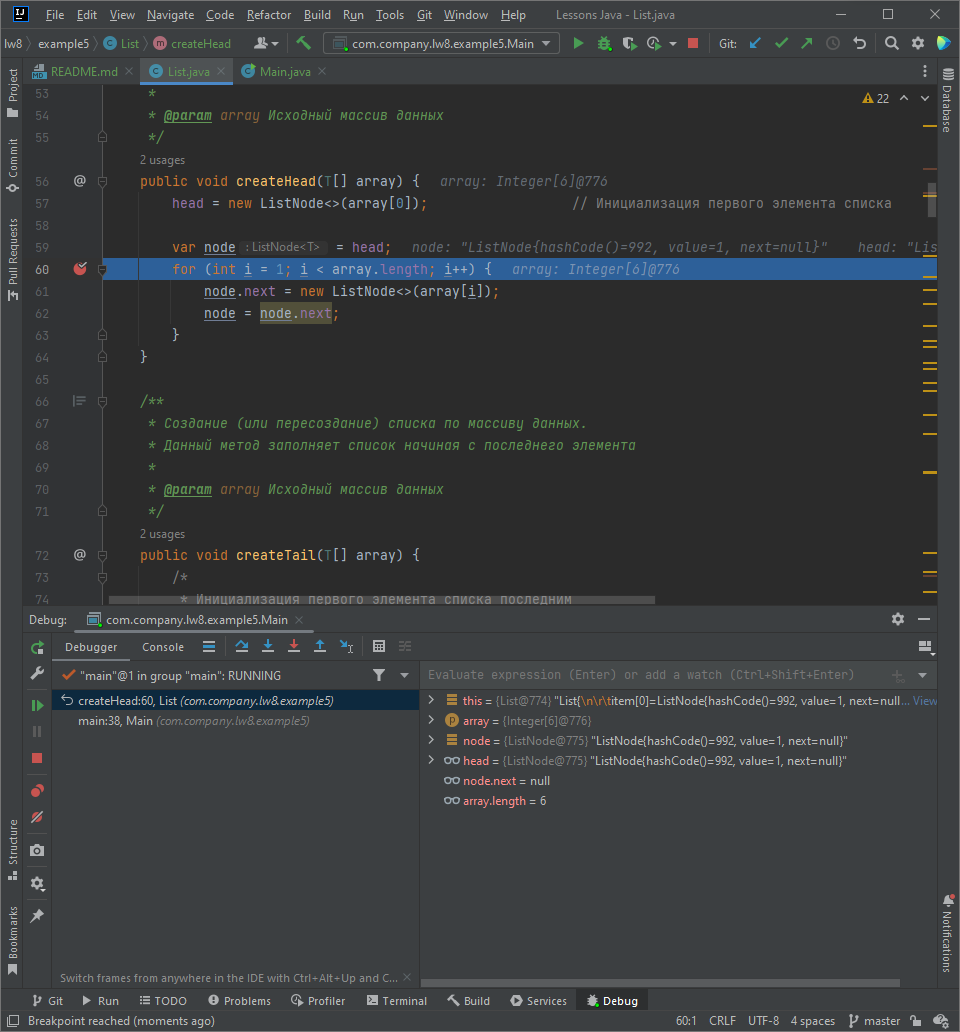 File Edit View Navigate Code Refactor Build Run Tools Git Window Help Lessons Java - List.java
lw8 example5 List createHead com.company.lw8.example5.Main Git:
README.md List.java Main.java
Project
Commit
Pull Requests
Structure
Bookmarks
Database
Notifications
22
53 *
54 * @param array Исходный массив данных
55 */
2 usages
56 @ public void createHead(T[] array) { array: Integer[6]@776
57 head = new ListNode<>(array[0]); // Инициализация первого элемента списка
58
59 var node : ListNode<T> = head; node: "ListNode{hashCode()=992, value=1, next=null}" head: "Lis
60 for (int i = 1; i < array.length; i++) { array: Integer[6]@776
61 node.next = new ListNode<>(array[i]);
62 node = node.next;
63 }
64 }
65
66 /**
67 * Создание (или пересоздание) списка по массиву данных.
68 * Данный метод заполняет список начиная с последнего элемента
69 *
70 * @param array Исходный массив данных
71 */
2 usages
72 @ public void createTail(T[] array) {
73 /*
74 * Инициализация первого элемента списка последним
Debug: com.company.lw8.example5.Main
Debugger Console
"main"@1 in group "main": RUNNING
createHead:60, List (com.company.lw8.example5)
main:38, Main (com.company.lw8.example5)
Switch frames from anywhere in the IDE with Ctrl+Alt+Up and C...
Evaluate expression (Enter) or add a watch (Ctrl+Shift+Enter)
this = {List@774} "List{\n\r\titem[0]=ListNode{hashCode()=992, value=1, next=null... View
array = {Integer[6]@776}
node = {ListNode@775} "ListNode{hashCode()=992, value=1, next=null}"
head = {ListNode@775} "ListNode{hashCode()=992, value=1, next=null}"
node.next = null
array.length = 6
Git Run TODO Problems Profiler Terminal Build Services Debug
Breakpoint reached (moments ago) 60:1 CRLF UTF-8 4 spaces master